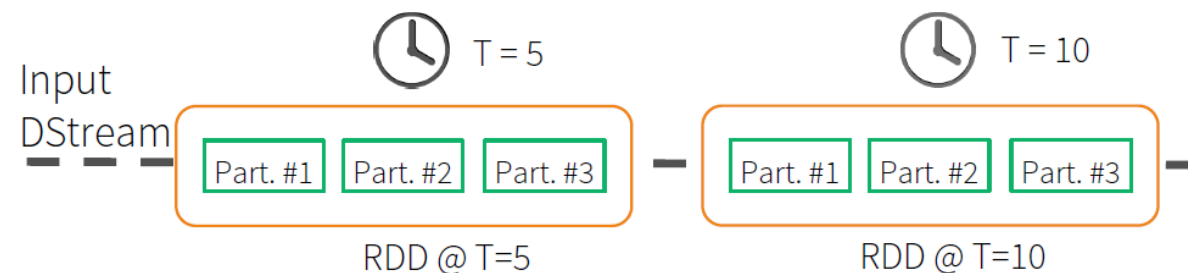 T = 5
T = 10
Input
DStream
Part. #1
Part. #2
Part. #3
Part. #1
Part. #2
Part. #3
RDD @ T=5
RDD @ T=10